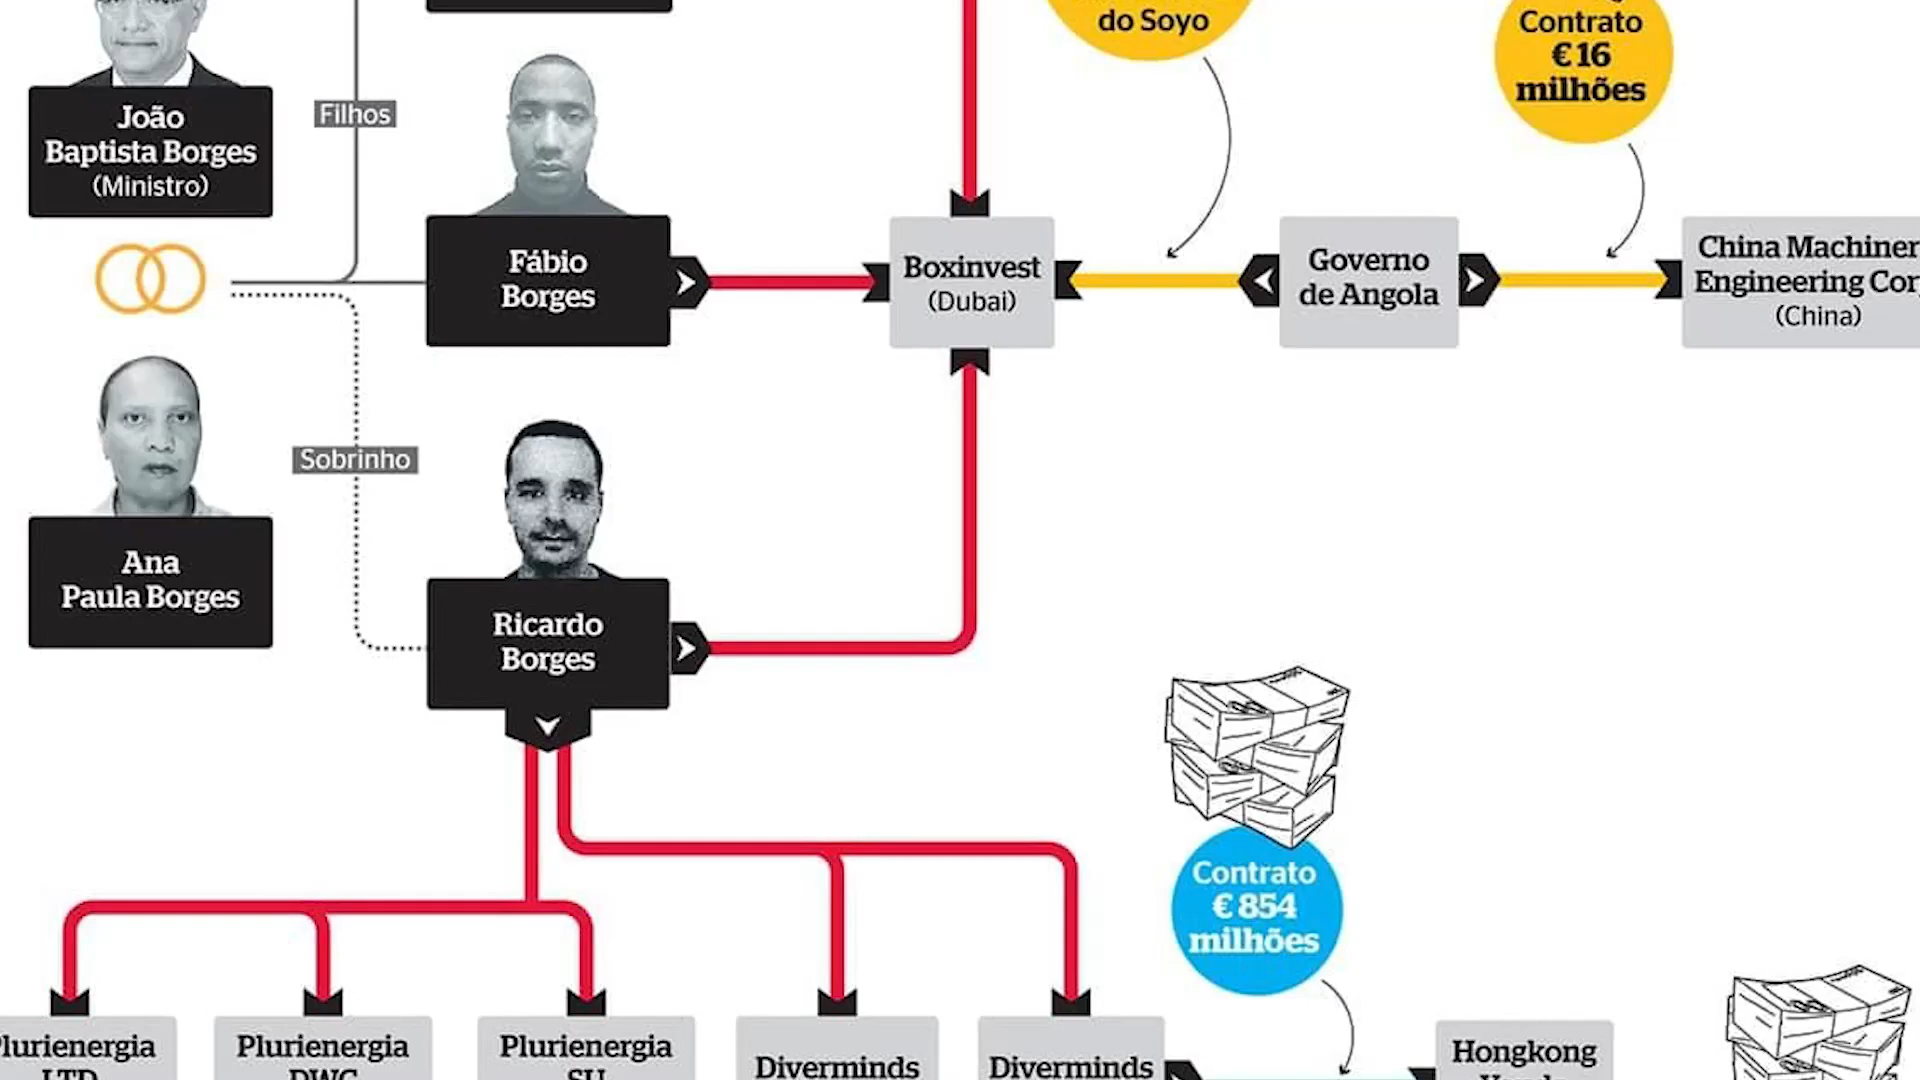 do Soyo
Contrato
€ 16
milhões
João
Baptista Borges
(Ministro)
Filhos
Fábio
Borges
Boxinvest
(Dubai)
Governo
de Angola
China Machiner
Engineering Cor
(China)
Sobrinho
Ana
Paula Borges
Ricardo
Borges
Contrato
€ 854
milhões
lurienergia
LTD
Plurienergia
DWC
Plurienergia
SU
Diverminds
Diverminds
Hongkong